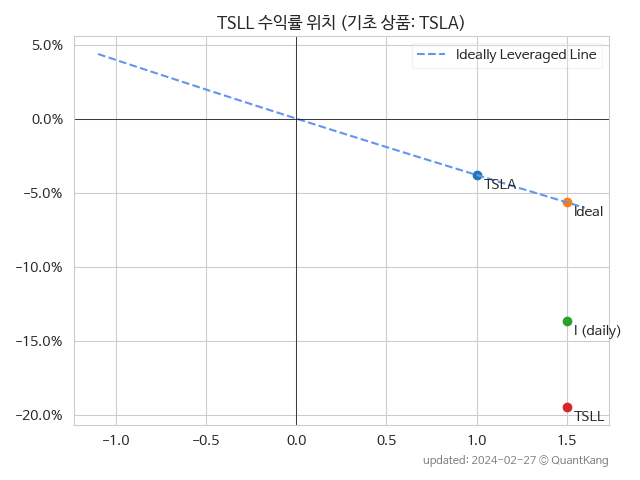 TSLL 수익률 위치 (기초 상품: TSLA)
5.0%
Ideally Leveraged Line
0.0%
TSLA
−5.0%
Ideal
−10.0%
I (daily)
−15.0%
TSLL
−20.0%
−1.0 −0.5 0.0 0.5 1.0 1.5
updated: 2024-02-27 © QuantKang